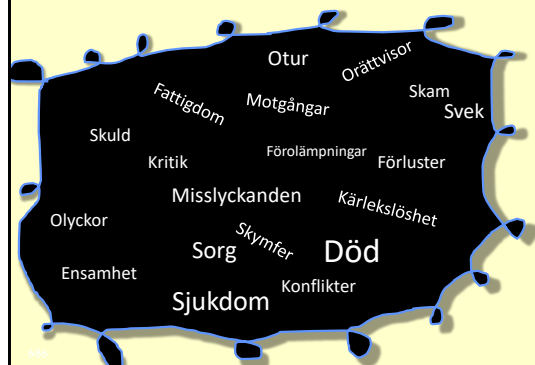 Otur
Orättvisor
Fattigdom
Motgångar
Skam
Svek
Skuld
Kritik
Förolämpningar
Förluster
Misslyckanden
Kärlekslöshet
Olyckor
Sorg
Skymfer
Död
Ensamhet
Konflikter
Sjukdom